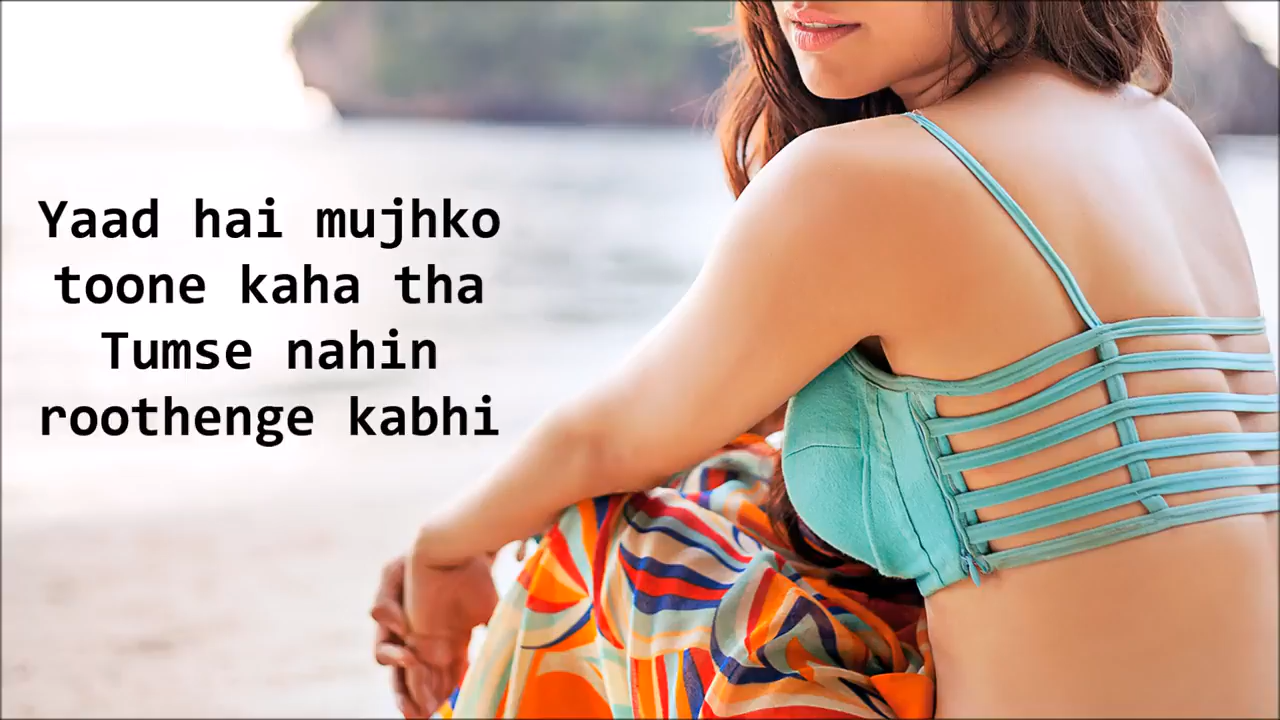 Yaad hai mujhko
toone kaha tha
Tumse nahin
roothenge kabhi